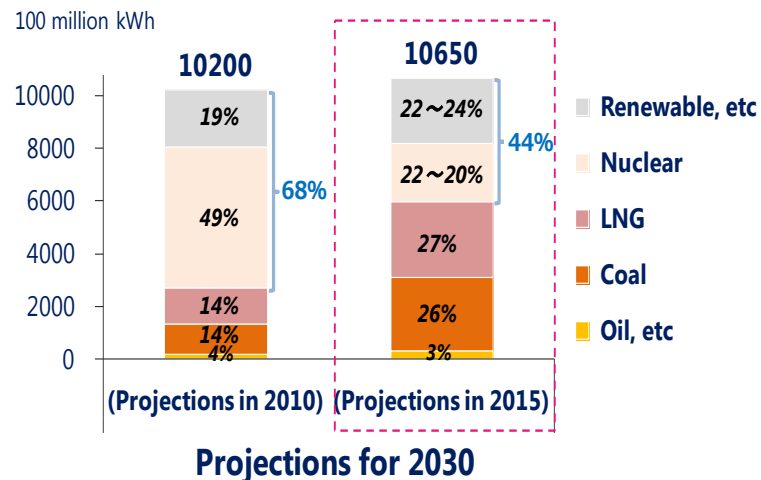 100 million kWh
10200
10650
10000
8000
6000
4000
2000
0
19%
49%
14%
14%
4%
68%
22～24%
22～20%
27%
26%
3%
44%
Renewable, etc
Nuclear
LNG
Coal
Oil, etc
(Projections in 2010)
(Projections in 2015)
Projections for 2030